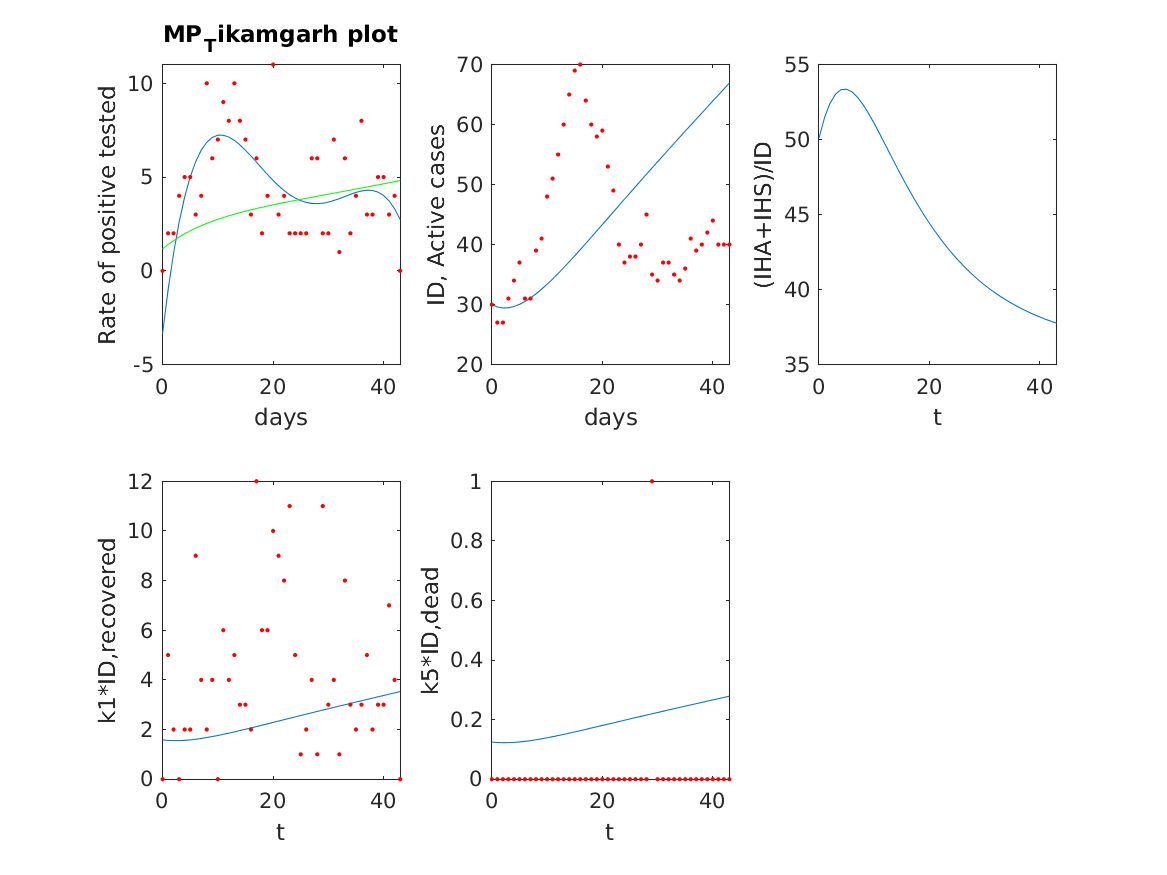 MP_Tikamgarh plot
10
5
0
-5
Rate of positive tested
0 20 40
days
70
60
50
40
30
20
ID, Active cases
0 20 40
days
55
50
45
40
35
(IHA+IHS)/ID
0 20 40
t
12
10
8
6
4
2
0
k1*ID,recovered
0 20 40
t
1
0.8
0.6
0.4
0.2
0
k5*ID,dead
0 20 40
t